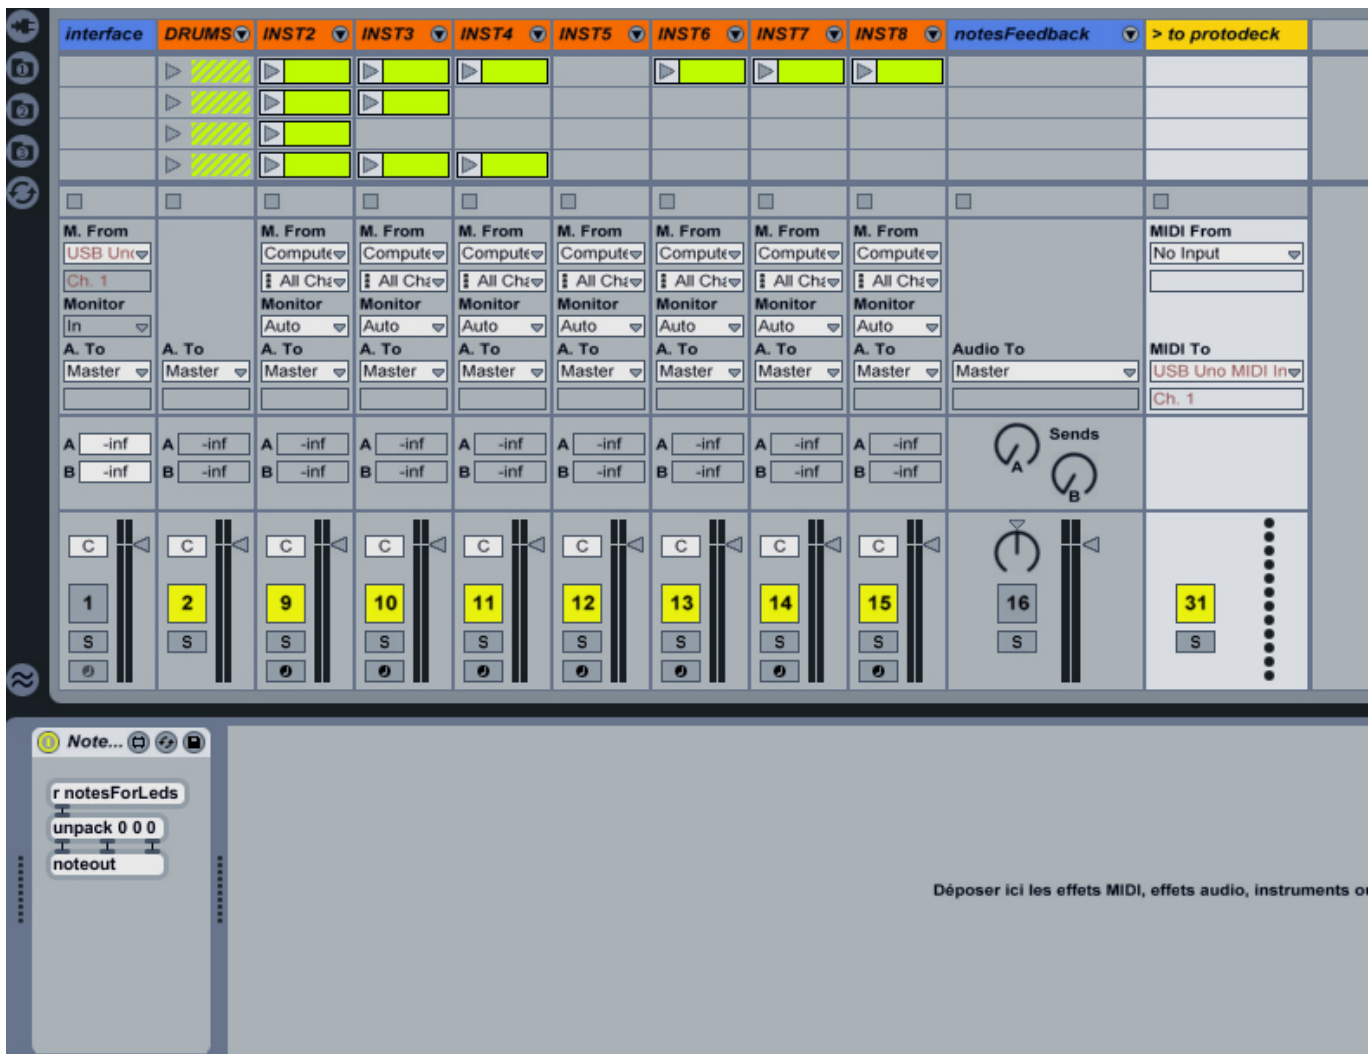 interface DRUMS INST2 INST3 INST4 INST5 INST6 INST7 INST8 notesFeedback > to protodeck
M. From M. From M. From M. From M. From M. From M. From M. From MIDI From
USB Un Compute Compute Compute Compute Compute Compute Compute No Input
Ch. 1 All Cha All Cha All Cha All Cha All Cha All Cha All Cha
Monitor Monitor Monitor Monitor Monitor Monitor Monitor Monitor
In Auto Auto Auto Auto Auto Auto Auto
A. To A. To A. To A. To A. To A. To A. To A. To A. To Audio To MIDI To
Master Master Master Master Master Master Master Master Master Master USB Uno MIDI In
Ch. 1
A -inf A -inf A -inf A -inf A -inf A -inf A -inf A -inf A -inf Sends
A
B -inf B -inf B -inf B -inf B -inf B -inf B -inf B -inf B -inf
B
C C C C C C C C C
1 2 9 10 11 12 13 14 15 16 31
S S S S S S S S S S S
Note...
r notesForLeds
unpack 0 0 0
noteout
Déposer ici les effets MIDI, effets audio, instruments o